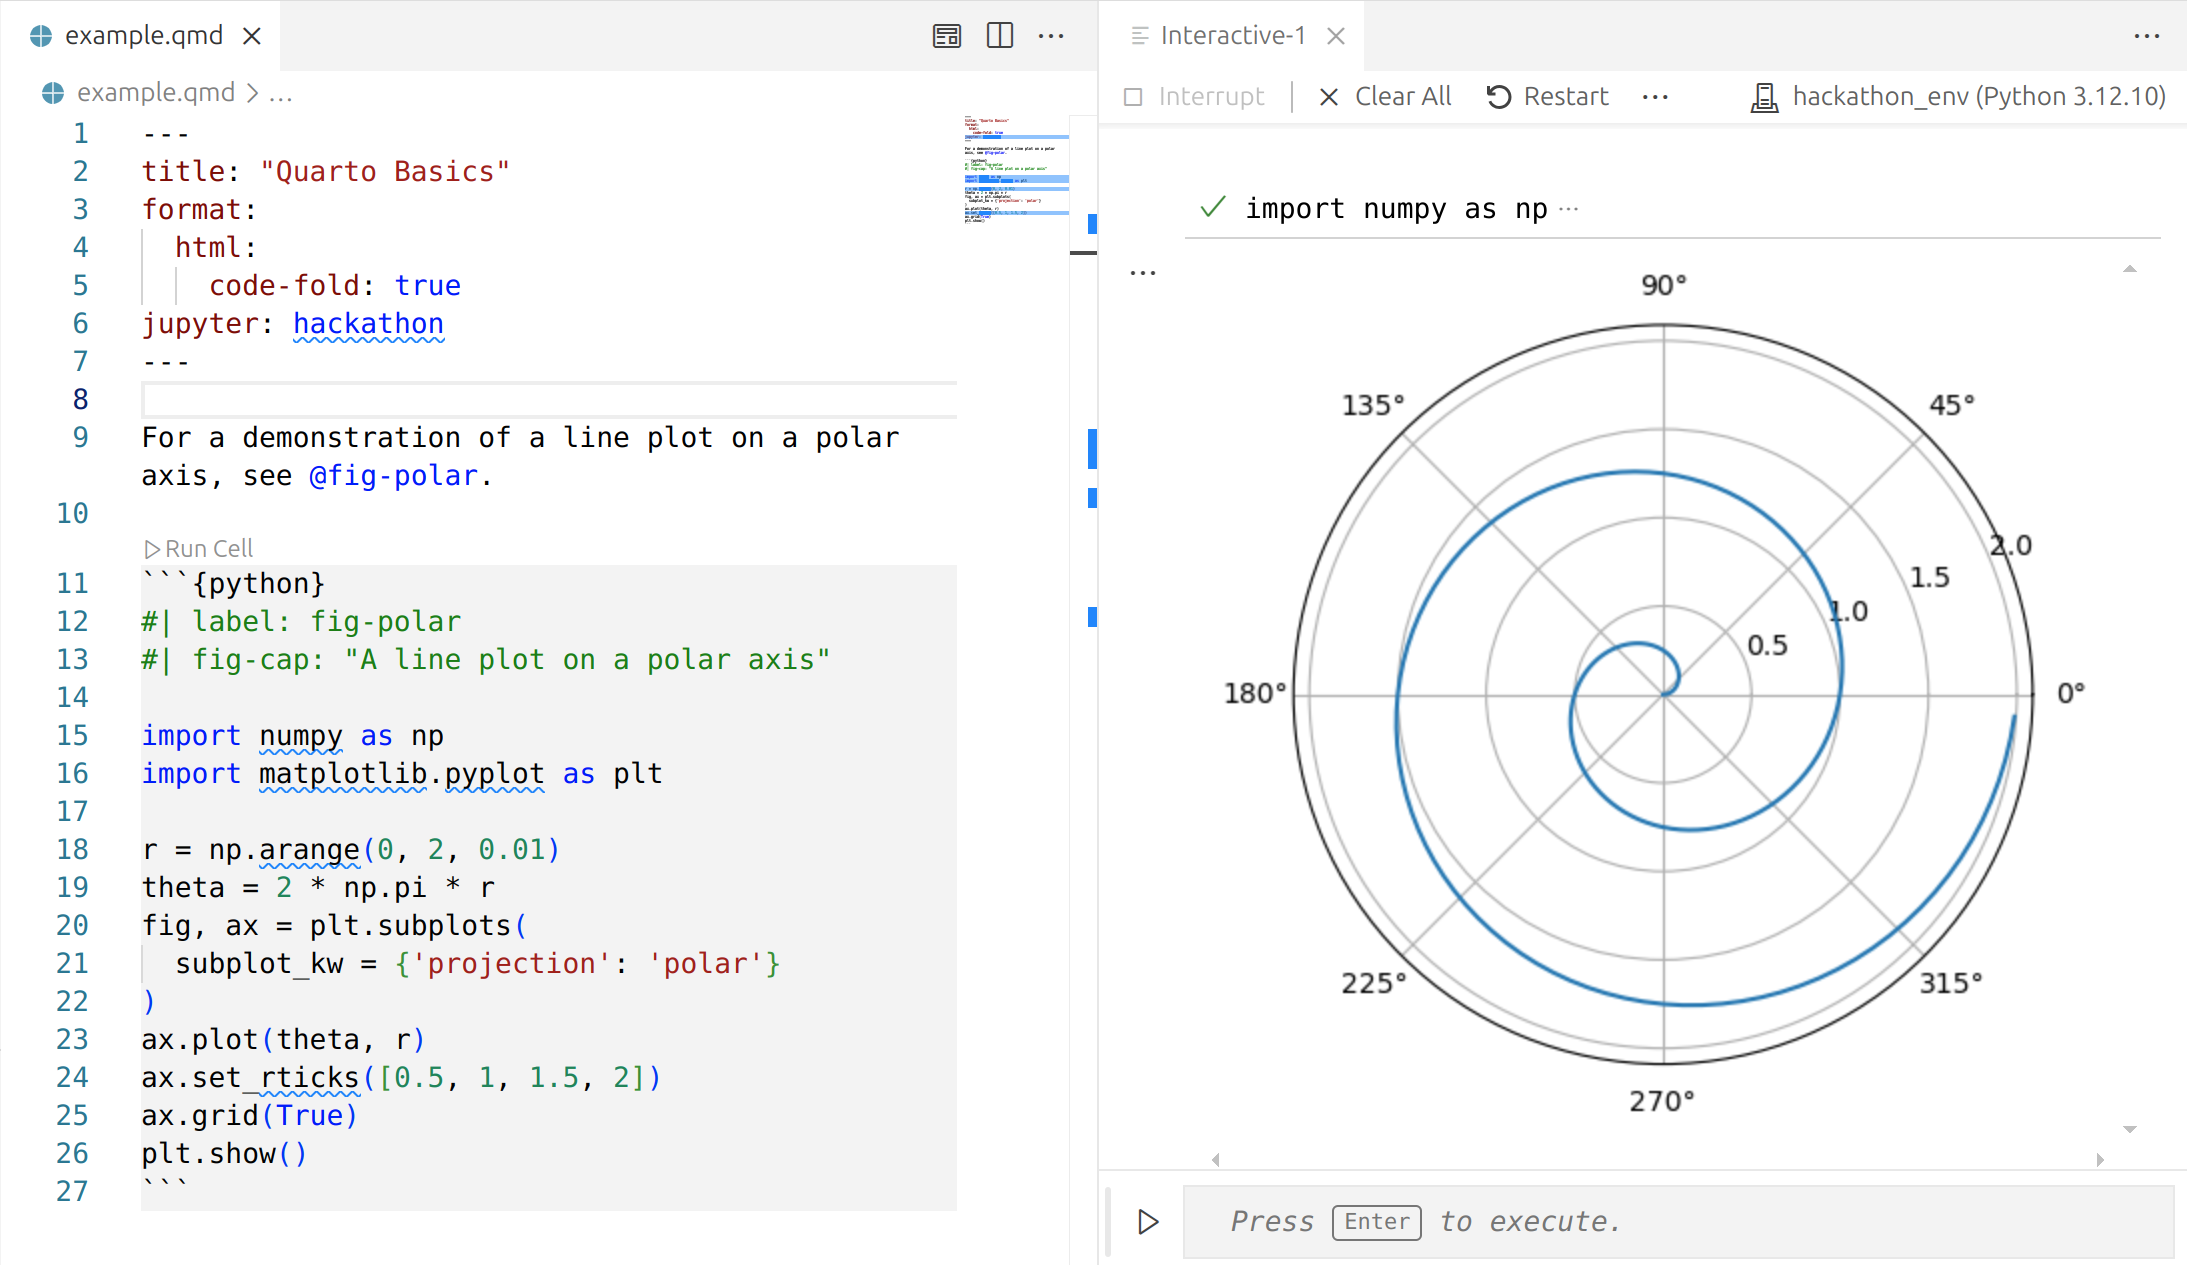 example.qmd
example.qmd > ...
1 ---
2 title: "Quarto Basics"
3 format:
4   html:
5     code-fold: true
6 jupyter: hackathon
7 ---
8
9 For a demonstration of a line plot on a polar
axis, see @fig-polar.
10
Run Cell
11 ```{python}
12 #| label: fig-polar
13 #| fig-cap: "A line plot on a polar axis"
14
15 import numpy as np
16 import matplotlib.pyplot as plt
17
18 r = np.arange(0, 2, 0.01)
19 theta = 2 * np.pi * r
20 fig, ax = plt.subplots(
21   subplot_kw = {'projection': 'polar'}
22 )
23 ax.plot(theta, r)
24 ax.set_rticks([0.5, 1, 1.5, 2])
25 ax.grid(True)
26 plt.show()
27 ```
Interactive-1
Interrupt | Clear All Restart ... hackathon_env (Python 3.12.10)
import numpy as np ...
90°
135° 45°
2.0
1.5
1.0
0.5
180° 0°
225° 315°
270°
Press Enter to execute.